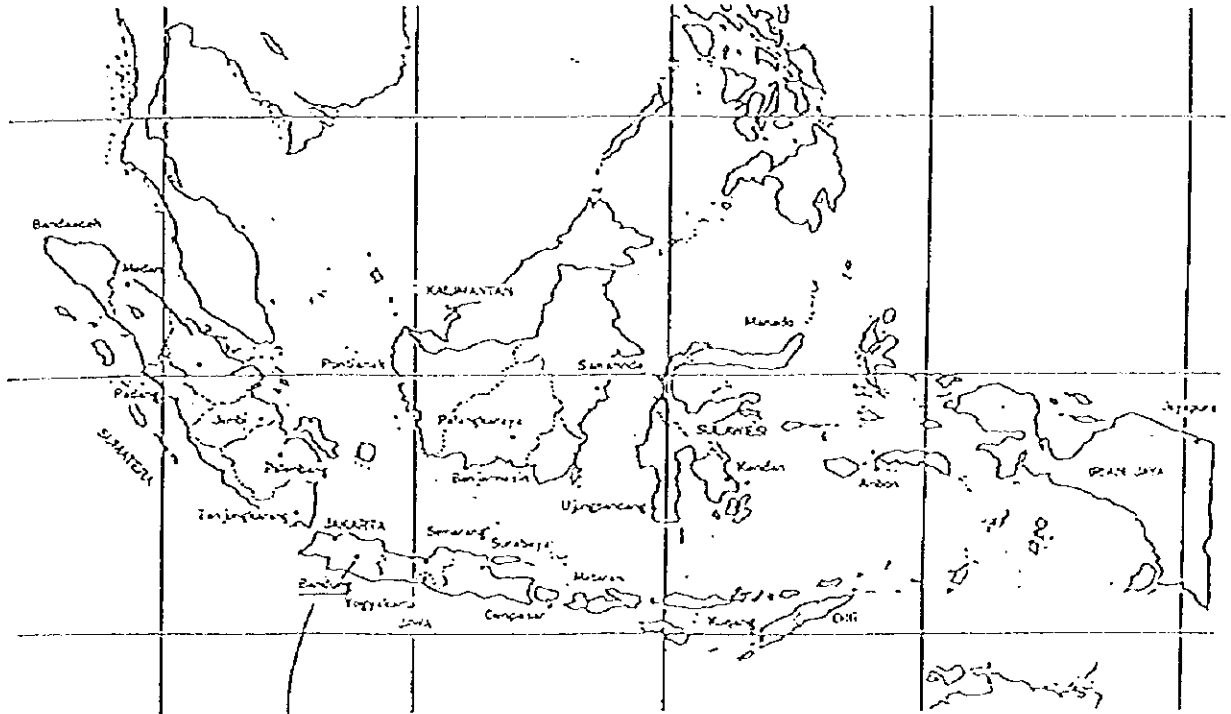 Medan
KALIMANTAN
Manado
Pontianak
Samarinda
Padang
Jambi
Palangkaraya
SULAWESI
Jayapura
SUMATERA
Palembang
Banjarmasin
Kendari
Ambon
IRIAN JAYA
Tanjungkarang
Ujungpandang
JAKARTA
Semarang
Surabaya
Bandung
Mataram
Yogyakarta
Denpasar
Kupang
Dili
JAWA